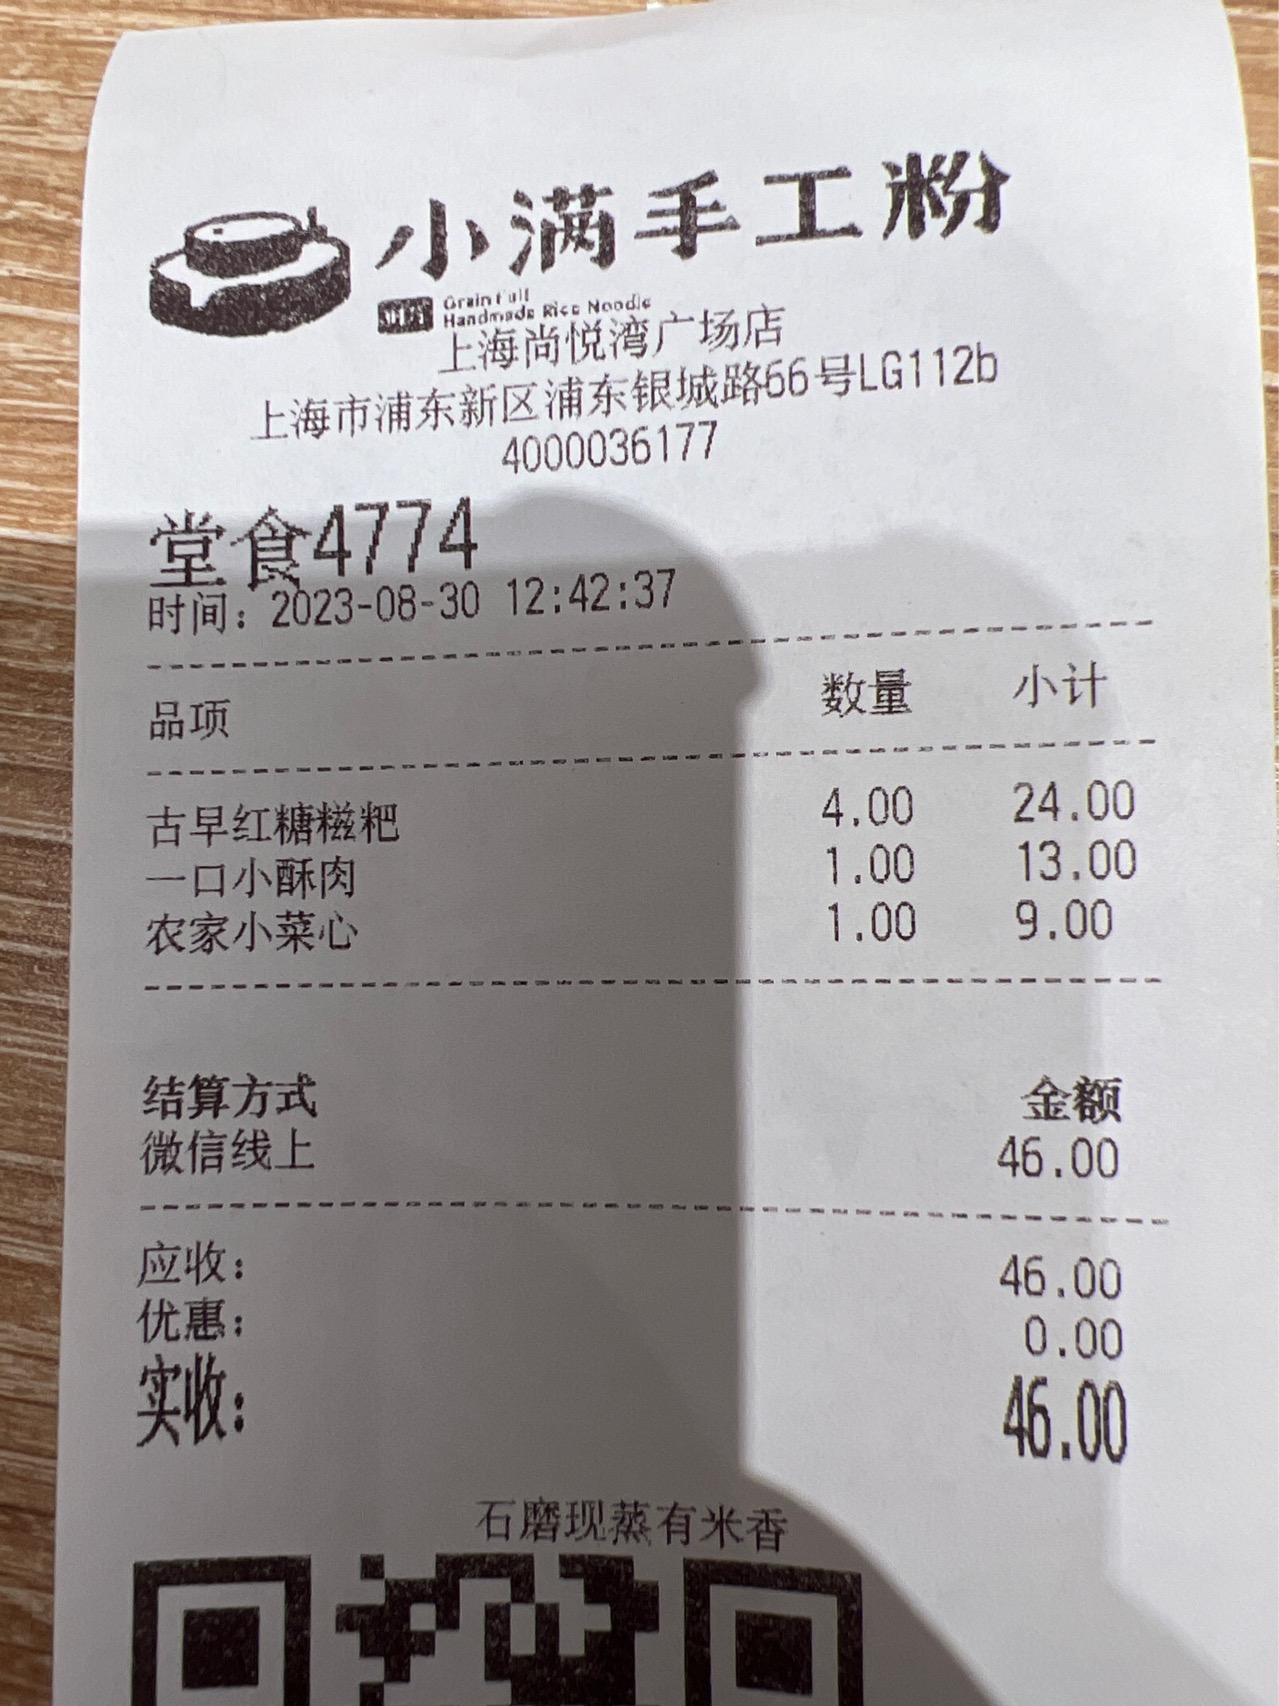 小满手工粉
Grain Full
Handmade Rice Noodle
上海尚悦湾广场店
上海市浦东新区浦东银城路66号LG112b
4000036177
堂食4774
时间：2023-08-30 12:42:37
品项 数量 小计
古早红糖糍粑 4.00 24.00
一口小酥肉 1.00 13.00
农家小菜心 1.00 9.00
结算方式 金额
微信线上 46.00
应收： 46.00
优惠： 0.00
实收： 46.00
石磨现蒸有米香